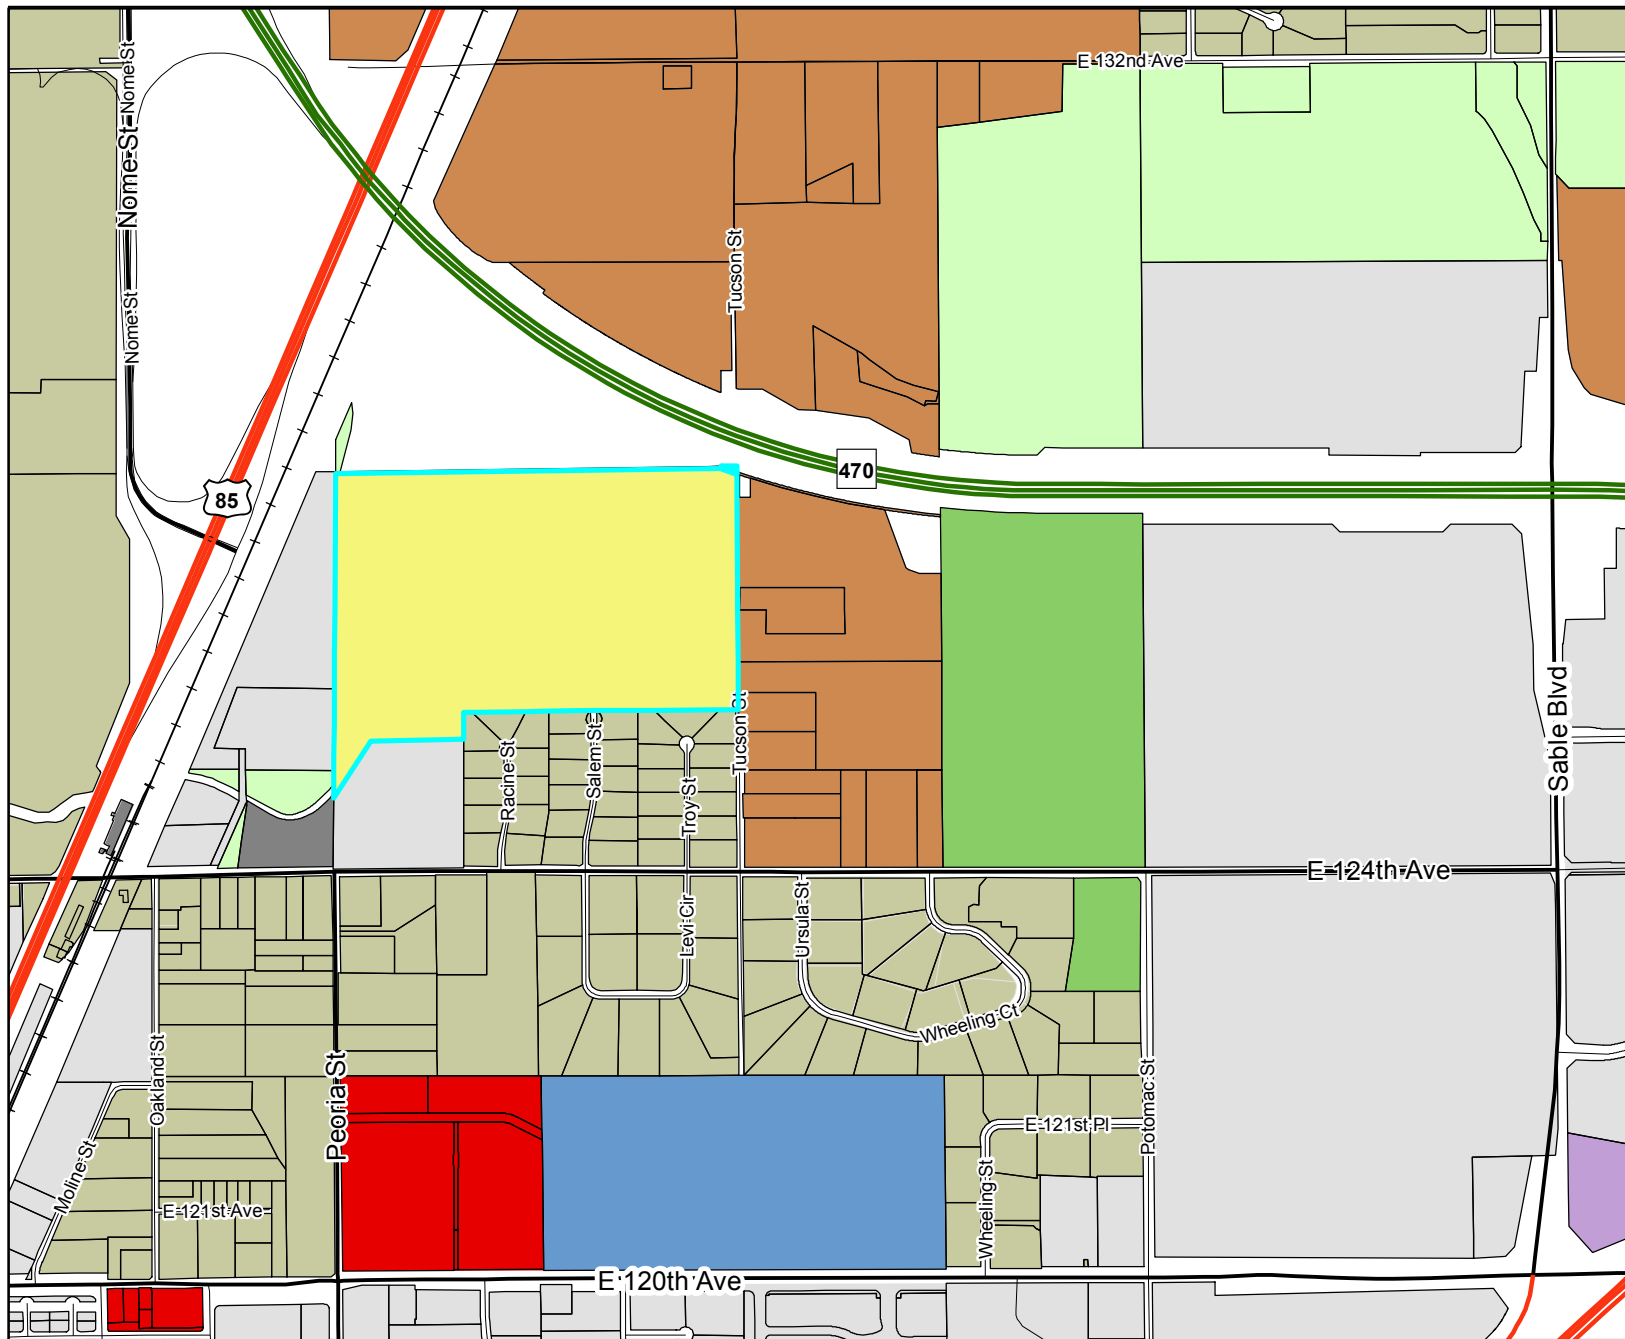 E 132nd Ave
Nome St
Nome St
Nome St
Tucson St
470
85
Sable Blvd
Tucson St
Racine St
Salem St
Troy St
E 124th Ave
Levi Cir
Ursula St
Wheeling Ct
Oakland St
Peoria St
Potomac St
E 121st Pl
Moline St
E 121st Ave
Wheeling St
E 120th Ave